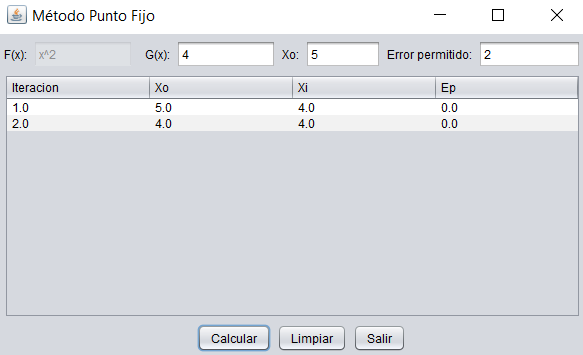 Método Punto Fijo
F(x): x^2 G(x): 4 Xo: 5 Error permitido: 2
Iteracion Xo Xi Ep
1.0 5.0 4.0 0.0
2.0 4.0 4.0 0.0
Calcular Limpiar Salir